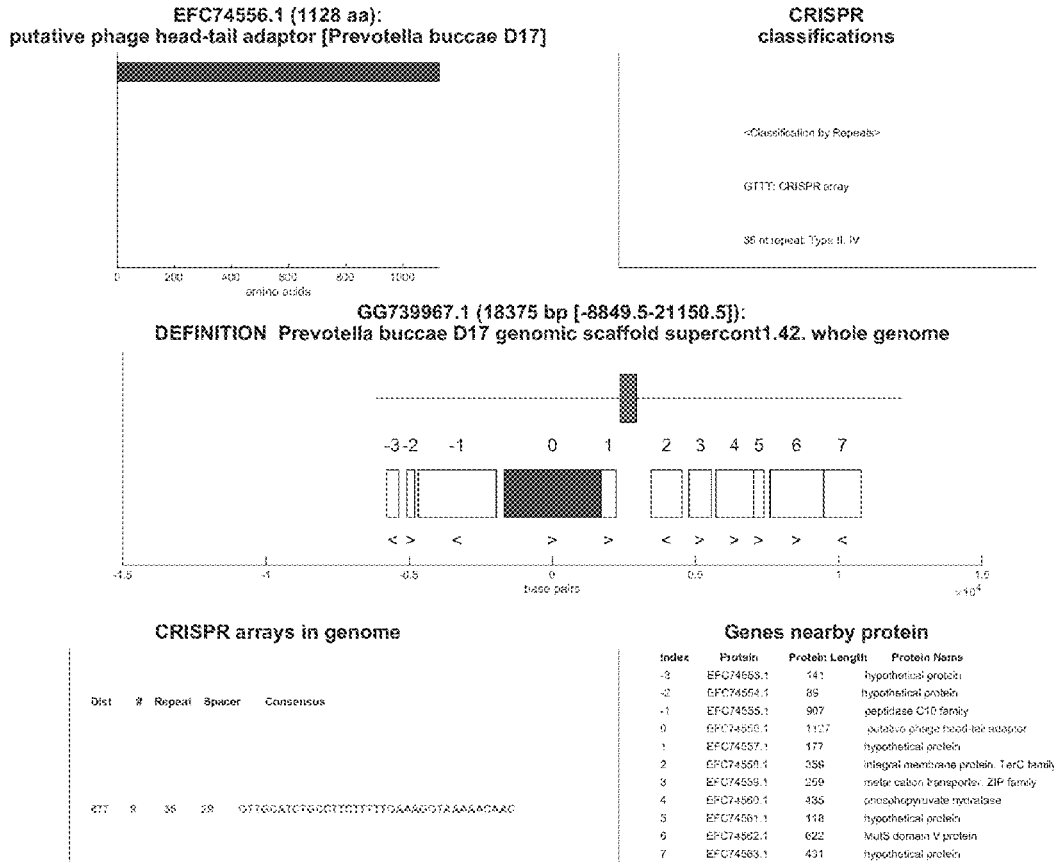 EFC74556.1 (1128 aa):
putative phage head-tail adaptor [Prevotella buccae D17]
0 200 400 600 800 1000
amino acids
CRISPR
classifications
<Classification by Repeats>
GTTT: CRISPR array
36 nt repeat: Type II, IV
GG739967.1 (18375 bp [-8849.5-21150.5]):
DEFINITION Prevotella buccae D17 genomic scaffold supercont1.42. whole genome
-3 -2 -1 0 1 2 3 4 5 6 7
< > < > > < > > > > <
-1.5 -1 -0.5 0 0.5 1 1.5
base pairs
×10^4
CRISPR arrays in genome
Dist # Repeat Spacer Consensus
9 36 29
Genes nearby protein
Index Protein Protein Length Protein Name
-3 EFC74553.1 141 hypothetical protein
-2 EFC74554.1 89 hypothetical protein
-1 EFC74555.1 907 peptidase C10 family
0 EFC74556.1 1127 putative phage head-tail adaptor
1 EFC74557.1 177 hypothetical protein
2 EFC74558.1 integral membrane protein, TerC family
3 EFC74559.1 259 metal cation transporter, ZIP family
4 EFC74560.1 435 phosphopyruvate hydratase
5 EFC74561.1 118 hypothetical protein
6 EFC74562.1 622 MutS domain V protein
7 EFC74563.1 431 hypothetical protein